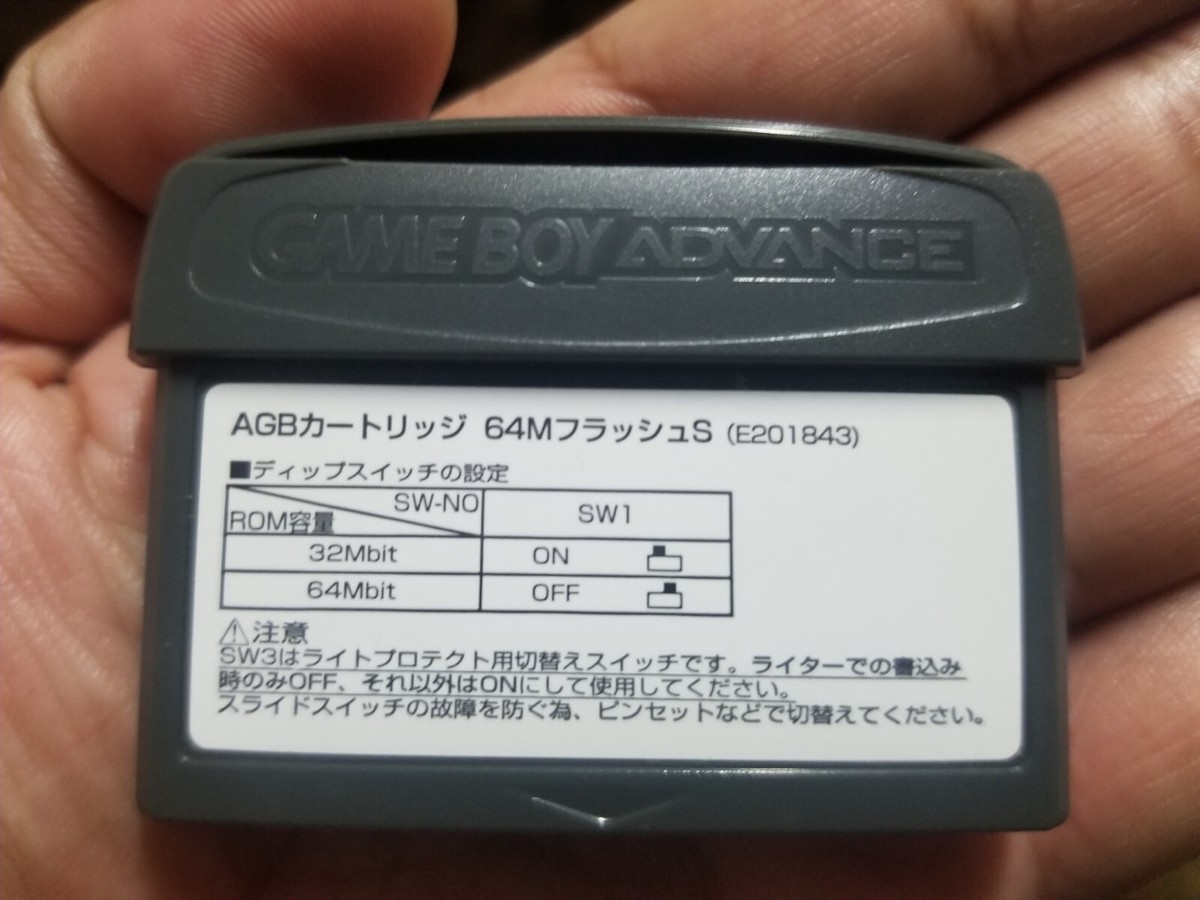 GAME BOY ADVANCE
AGBカートリッジ 64MフラッシュS (E201843)
■ディップスイッチの設定
SW-NO
ROM容量
SW1
32Mbit ON
64Mbit OFF
⚠注意
SW3はライトプロテクト用切替えスイッチです。ライターでの書込み
時のみOFF、それ以外はONにして使用してください。
スライドスイッチの故障を防ぐ為、ピンセットなどで切替えてください。